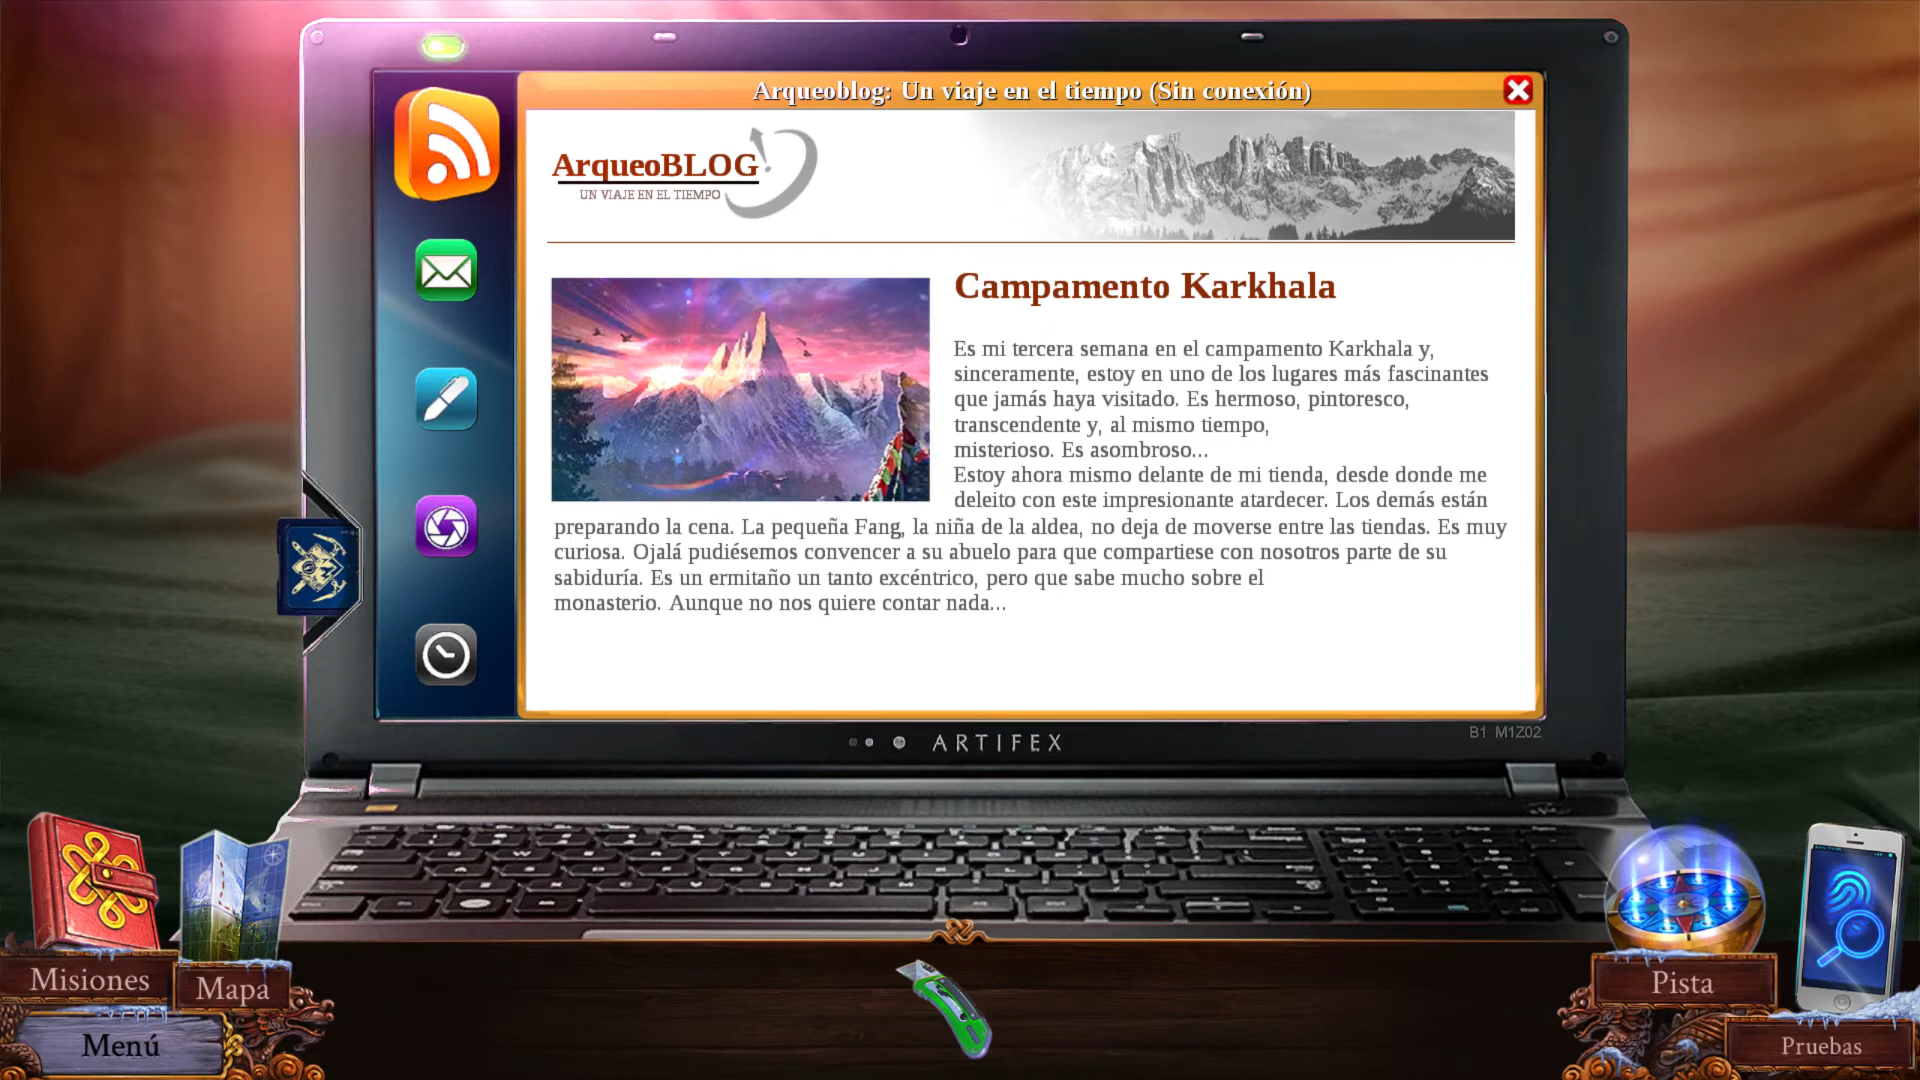 Arqueoblog: Un viaje en el tiempo (Sin conexión)
ArqueoBLOG
UN VIAJE EN EL TIEMPO
Campamento Karkhala
Es mi tercera semana en el campamento Karkhala y,
sinceramente, estoy en uno de los lugares más fascinantes
que jamás haya visitado. Es hermoso, pintoresco,
transcendente y, al mismo tiempo,
misterioso. Es asombroso...
Estoy ahora mismo delante de mi tienda, desde donde me
deleito con este impresionante atardecer. Los demás están
preparando la cena. La pequeña Fang, la niña de la aldea, no deja de moverse entre las tiendas. Es muy
curiosa. Ojalá pudiésemos convencer a su abuelo para que compartiese con nosotros parte de su
sabiduría. Es un ermitaño un tanto excéntrico, pero que sabe mucho sobre el
monasterio. Aunque no nos quiere contar nada...
B1 M1Z02
ARTIFEX
Misiones
Mapa
Menú
Pista
Pruebas